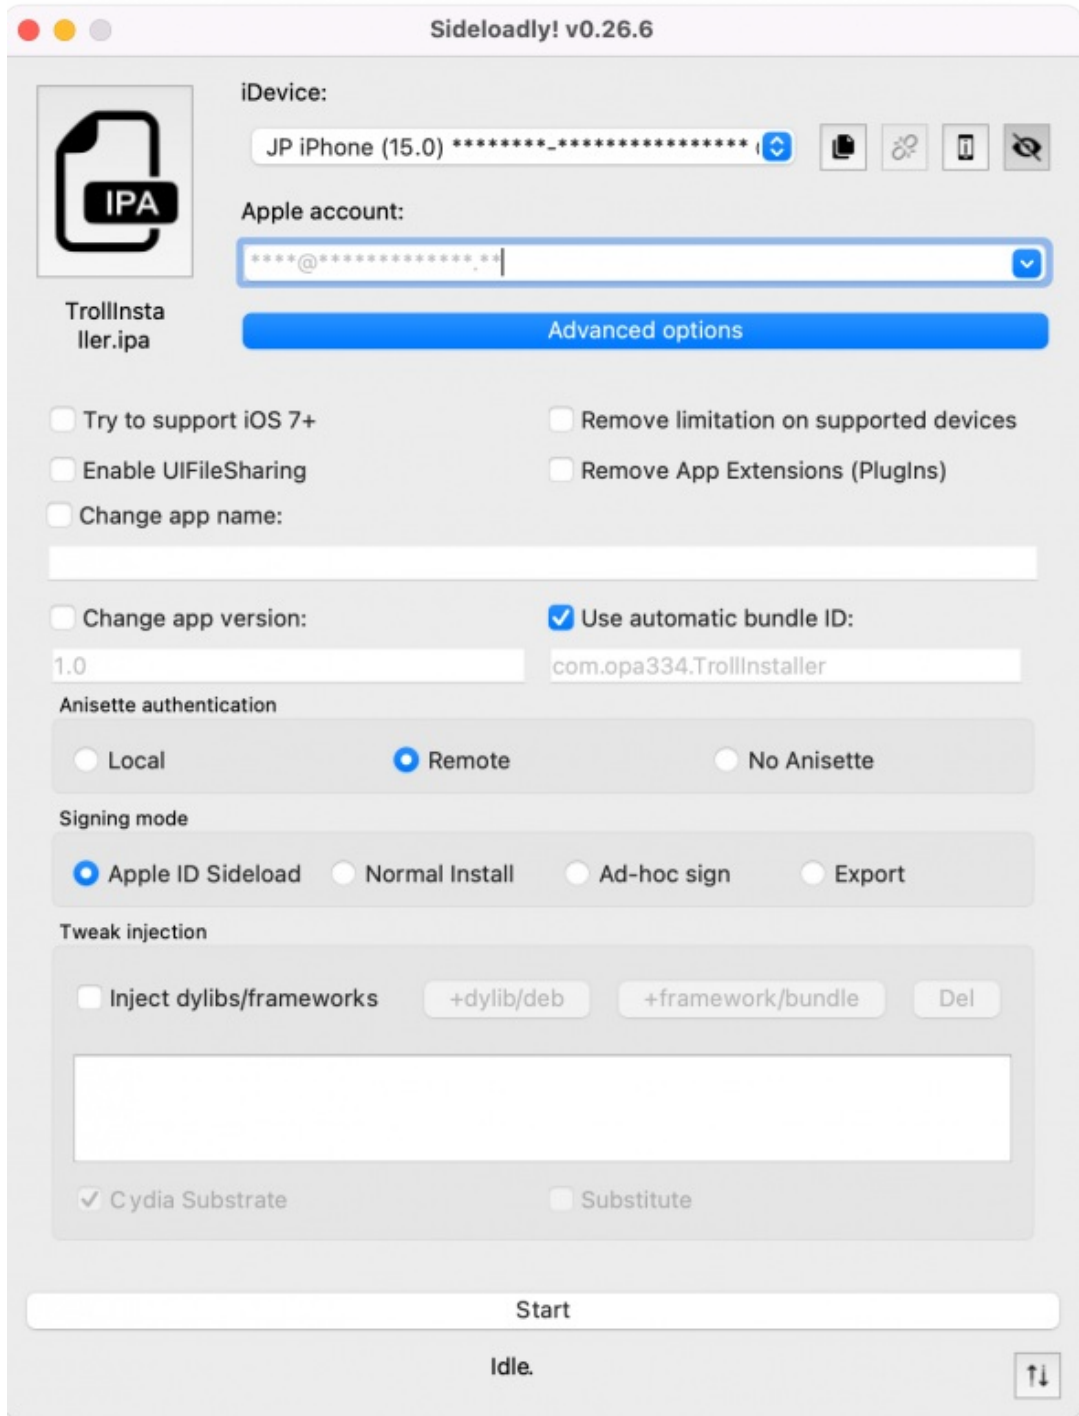 Sideloadly! v0.26.6
iDevice:
JP iPhone (15.0) ********-****************
IPA
Apple account:
****@*************.**
TrollInsta
ller.ipa
Advanced options
Try to support iOS 7+
Remove limitation on supported devices
Enable UIFileSharing
Remove App Extensions (PlugIns)
Change app name:
Change app version:
Use automatic bundle ID:
1.0
com.opa334.TrollInstaller
Anisette authentication
Local
Remote
No Anisette
Signing mode
Apple ID Sideload
Normal Install
Ad-hoc sign
Export
Tweak injection
Inject dylibs/frameworks
+dylib/deb
+framework/bundle
Del
Cydia Substrate
Substitute
Start
Idle.